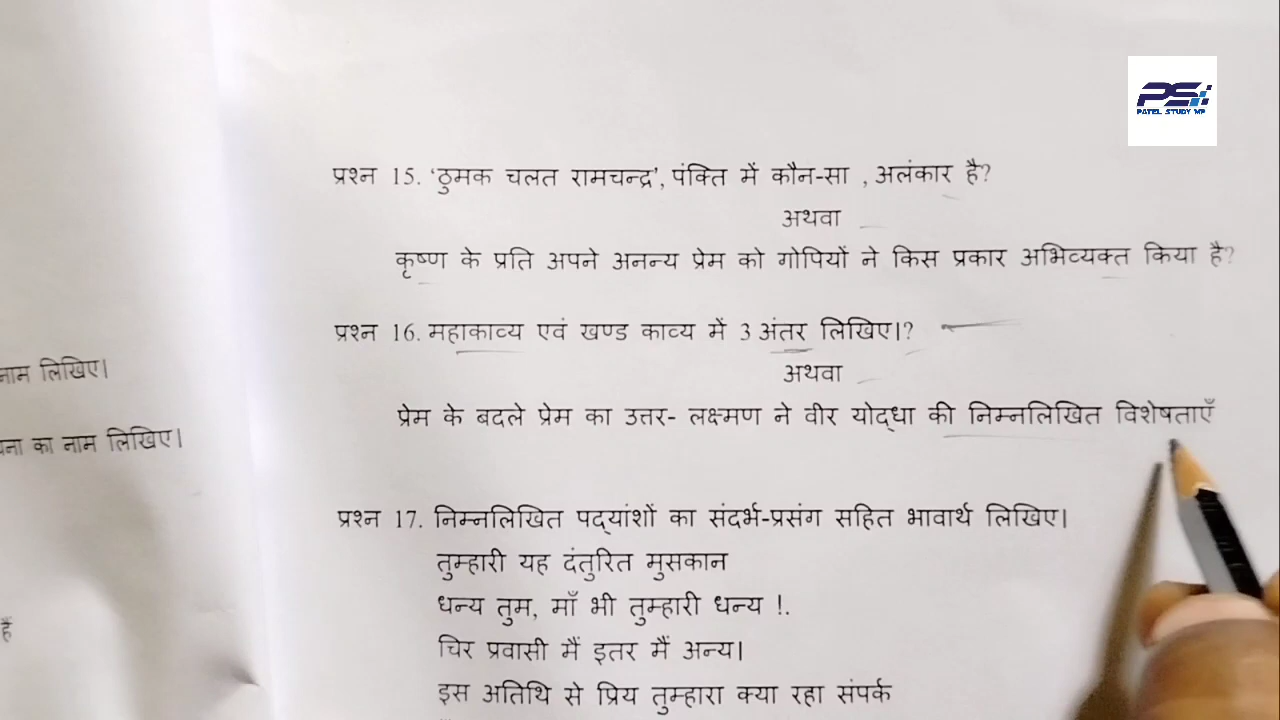 PATEL STUDY MP
प्रश्न 15. ‘ठुमक चलत रामचन्द्र’, पंक्ति में कौन-सा , अलंकार है?
अथवा
कृष्ण के प्रति अपने अनन्य प्रेम को गोपियों ने किस प्रकार अभिव्यक्त किया है?
प्रश्न 16. महाकाव्य एवं खण्ड काव्य में 3 अंतर लिखिए।?
अथवा
प्रेम के बदले प्रेम का उत्तर- लक्ष्मण ने वीर योद्धा की निम्नलिखित विशेषताएँ
प्रश्न 17. निम्नलिखित पद्यांशों का संदर्भ-प्रसंग सहित भावार्थ लिखिए।
तुम्हारी यह दंतुरित मुसकान
धन्य तुम, माँ भी तुम्हारी धन्य !.
चिर प्रवासी मैं इतर मैं अन्य।
इस अतिथि से प्रिय तुम्हारा क्या रहा संपर्क
नाम लिखिए।
का नाम लिखिए।
हैं